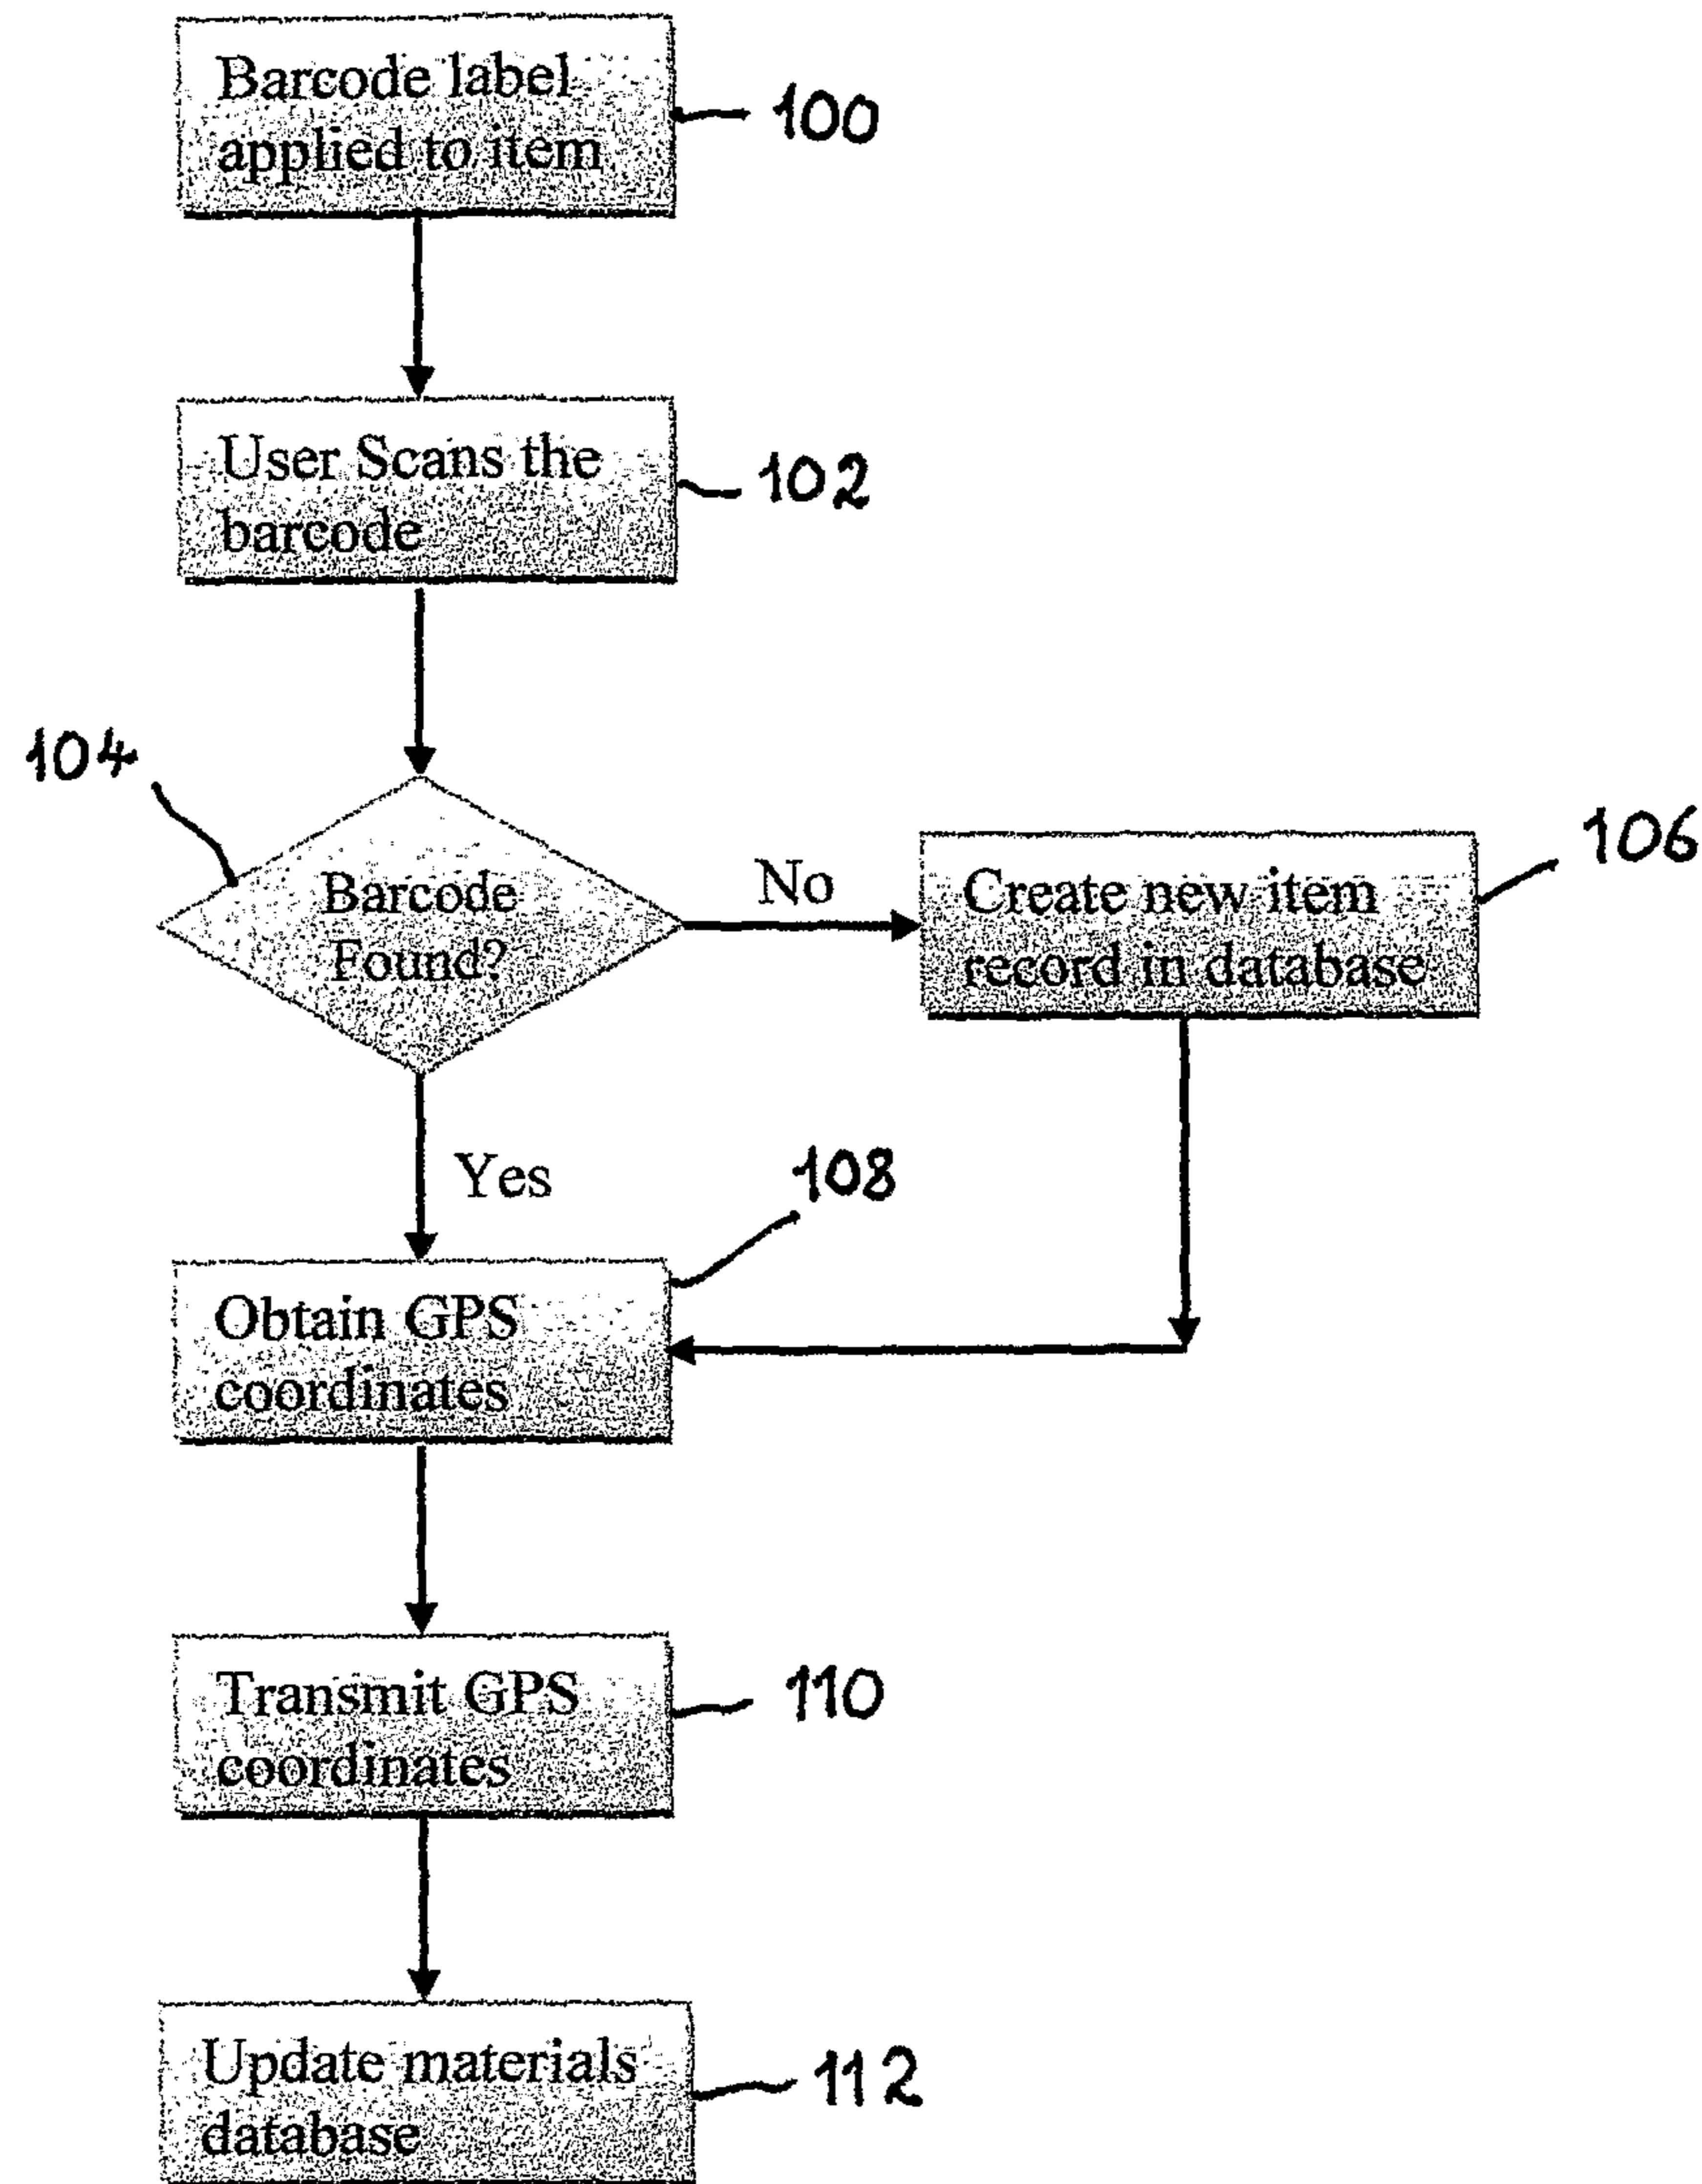 Barcode label
applied to item
100
User Scans the
barcode
102
104
Barcode
Found?
No
Create new item
record in database
106
Yes
108
Obtain GPS
coordinates
Transmit GPS
coordinates
110
Update materials
database
112